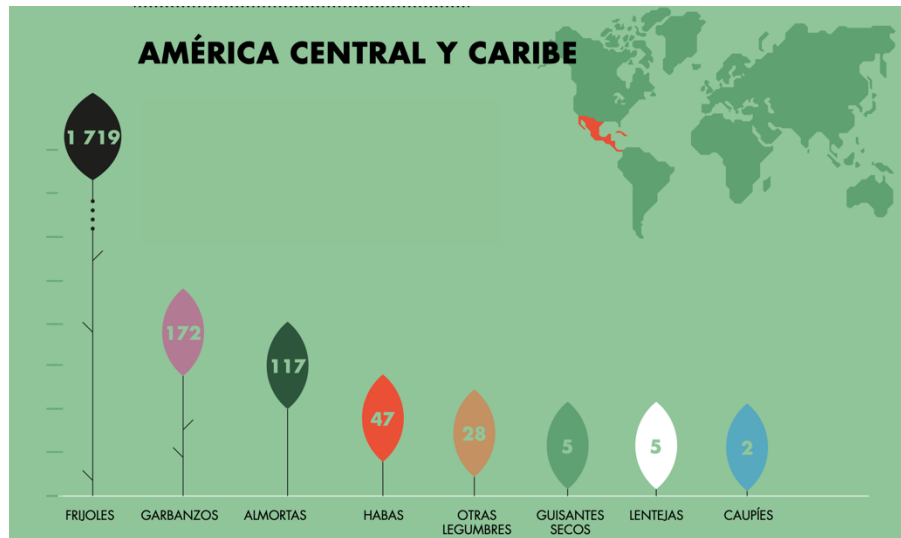 AMÉRICA CENTRAL Y CARIBE
1 719
172
117
47
28
5
5
2
FRIJOLES
GARBANZOS
ALMORTAS
HABAS
OTRAS
LEGUMBRES
GUISANTES
SECOS
LENTEJAS
CAUPÍES